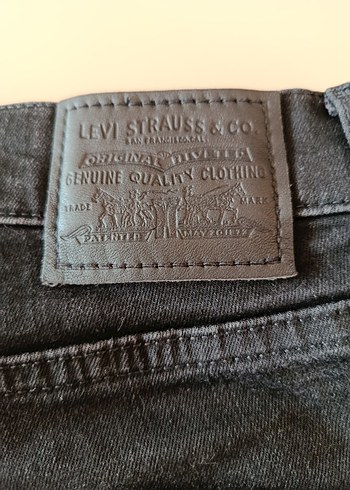 LEVI STRAUSS & CO.
SAN FRANCISCO, CAL.
ORIGINAL RIVETED
GENUINE QUALITY CLOTHING
TRADE MARK
PATENTED MAY 20 1873